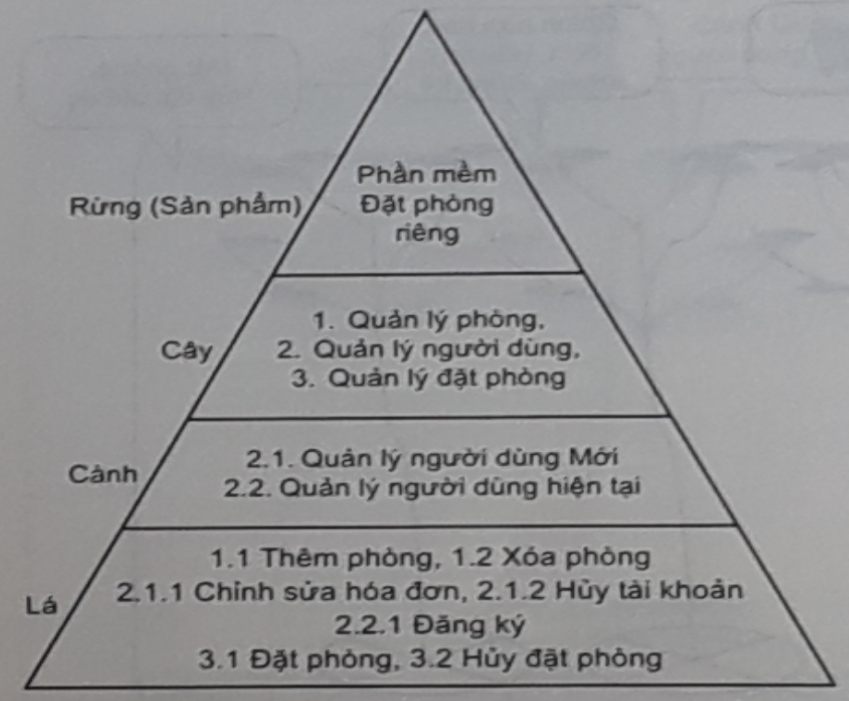 Phần mềm
Rừng (Sản phẩm) Đặt phòng
riêng
1. Quản lý phòng,
Cây 2. Quản lý người dùng,
3. Quản lý đặt phòng
2.1. Quản lý người dùng Mới
Cành 2.2. Quản lý người dùng hiện tại
1.1 Thêm phòng, 1.2 Xóa phòng
Lá 2.1.1 Chỉnh sửa hóa đơn, 2.1.2 Hủy tài khoản
2.2.1 Đăng ký
3.1 Đặt phòng, 3.2 Hủy đặt phòng